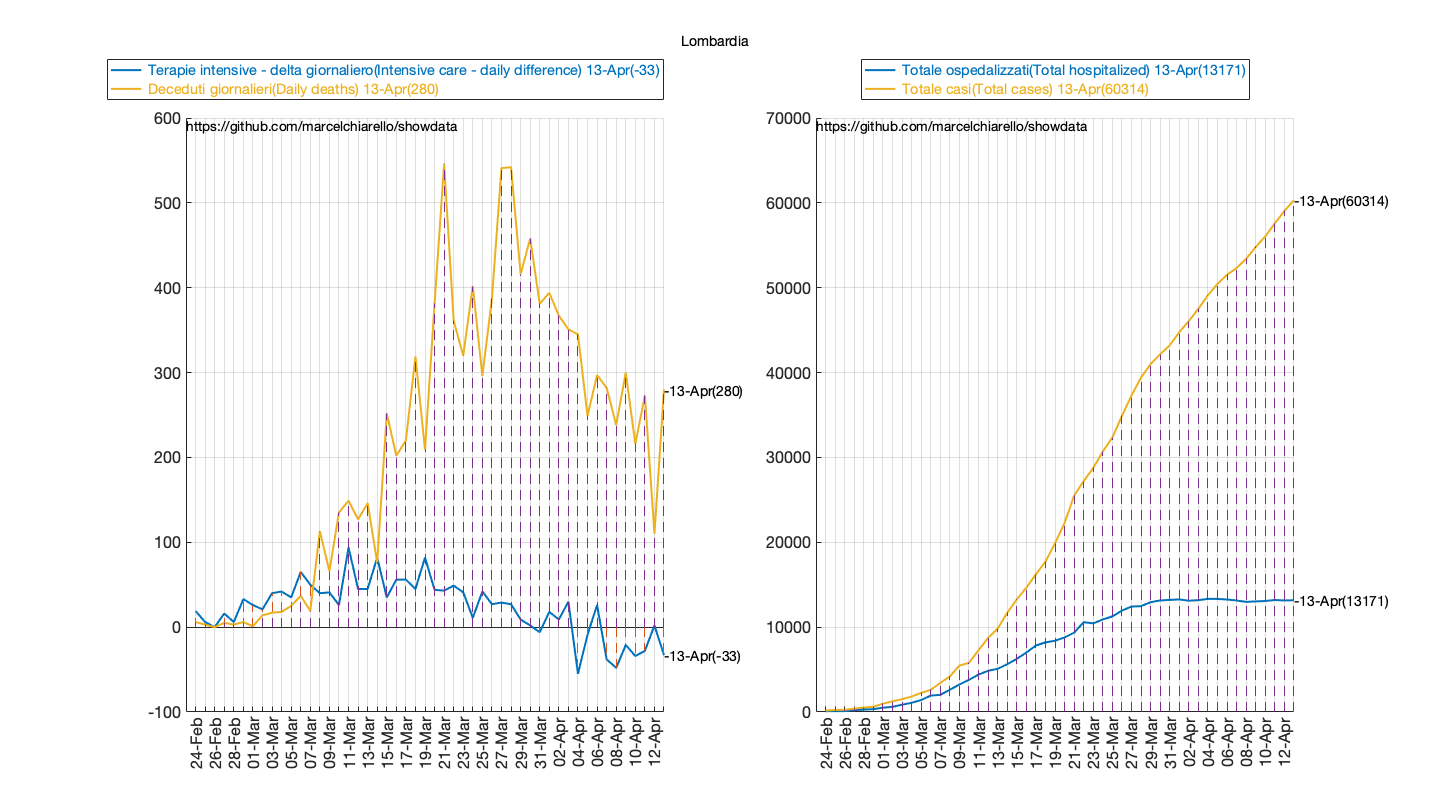 Lombardia
Terapie intensive - delta giornaliero(Intensive care - daily difference) 13-Apr(-33)
Deceduti giornalieri(Daily deaths) 13-Apr(280)
https://github.com/marcelchiarello/showdata
600
500
400
300
200
100
0
-100
-13-Apr(280)
-13-Apr(-33)
24-Feb
26-Feb
28-Feb
01-Mar
03-Mar
05-Mar
07-Mar
09-Mar
11-Mar
13-Mar
15-Mar
17-Mar
19-Mar
21-Mar
23-Mar
25-Mar
27-Mar
29-Mar
31-Mar
02-Apr
04-Apr
06-Apr
08-Apr
10-Apr
12-Apr
Totale ospedalizzati(Total hospitalized) 13-Apr(13171)
Totale casi(Total cases) 13-Apr(60314)
https://github.com/marcelchiarello/showdata
70000
60000
50000
40000
30000
20000
10000
0
-13-Apr(60314)
-13-Apr(13171)
24-Feb
26-Feb
28-Feb
01-Mar
03-Mar
05-Mar
07-Mar
09-Mar
11-Mar
13-Mar
15-Mar
17-Mar
19-Mar
21-Mar
23-Mar
25-Mar
27-Mar
29-Mar
31-Mar
02-Apr
04-Apr
06-Apr
08-Apr
10-Apr
12-Apr